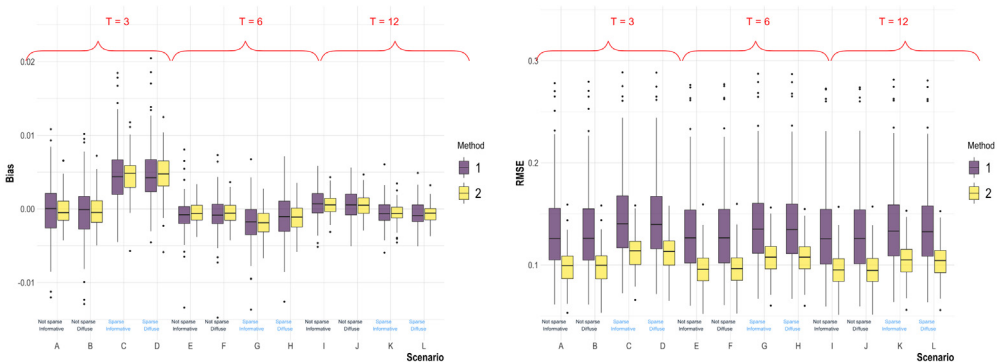 T = 3
T = 6
T = 12
0.02
0.01
0.00
-0.01
Bias
Not sparse
Informative
Not sparse
Diffuse
Sparse
Informative
Sparse
Diffuse
Not sparse
Informative
Not sparse
Diffuse
Sparse
Informative
Sparse
Diffuse
Not sparse
Informative
Not sparse
Diffuse
Sparse
Informative
Sparse
Diffuse
A B C D E F G H I J K L
Scenario
Method
1
2
T = 3
T = 6
T = 12
0.3
0.2
0.1
RMSE
Not sparse
Informative
Not sparse
Diffuse
Sparse
Informative
Sparse
Diffuse
Not sparse
Informative
Not sparse
Diffuse
Sparse
Informative
Sparse
Diffuse
Not sparse
Informative
Not sparse
Diffuse
Sparse
Informative
Sparse
Diffuse
A B C D E F G H I J K L
Scenario
Method
1
2